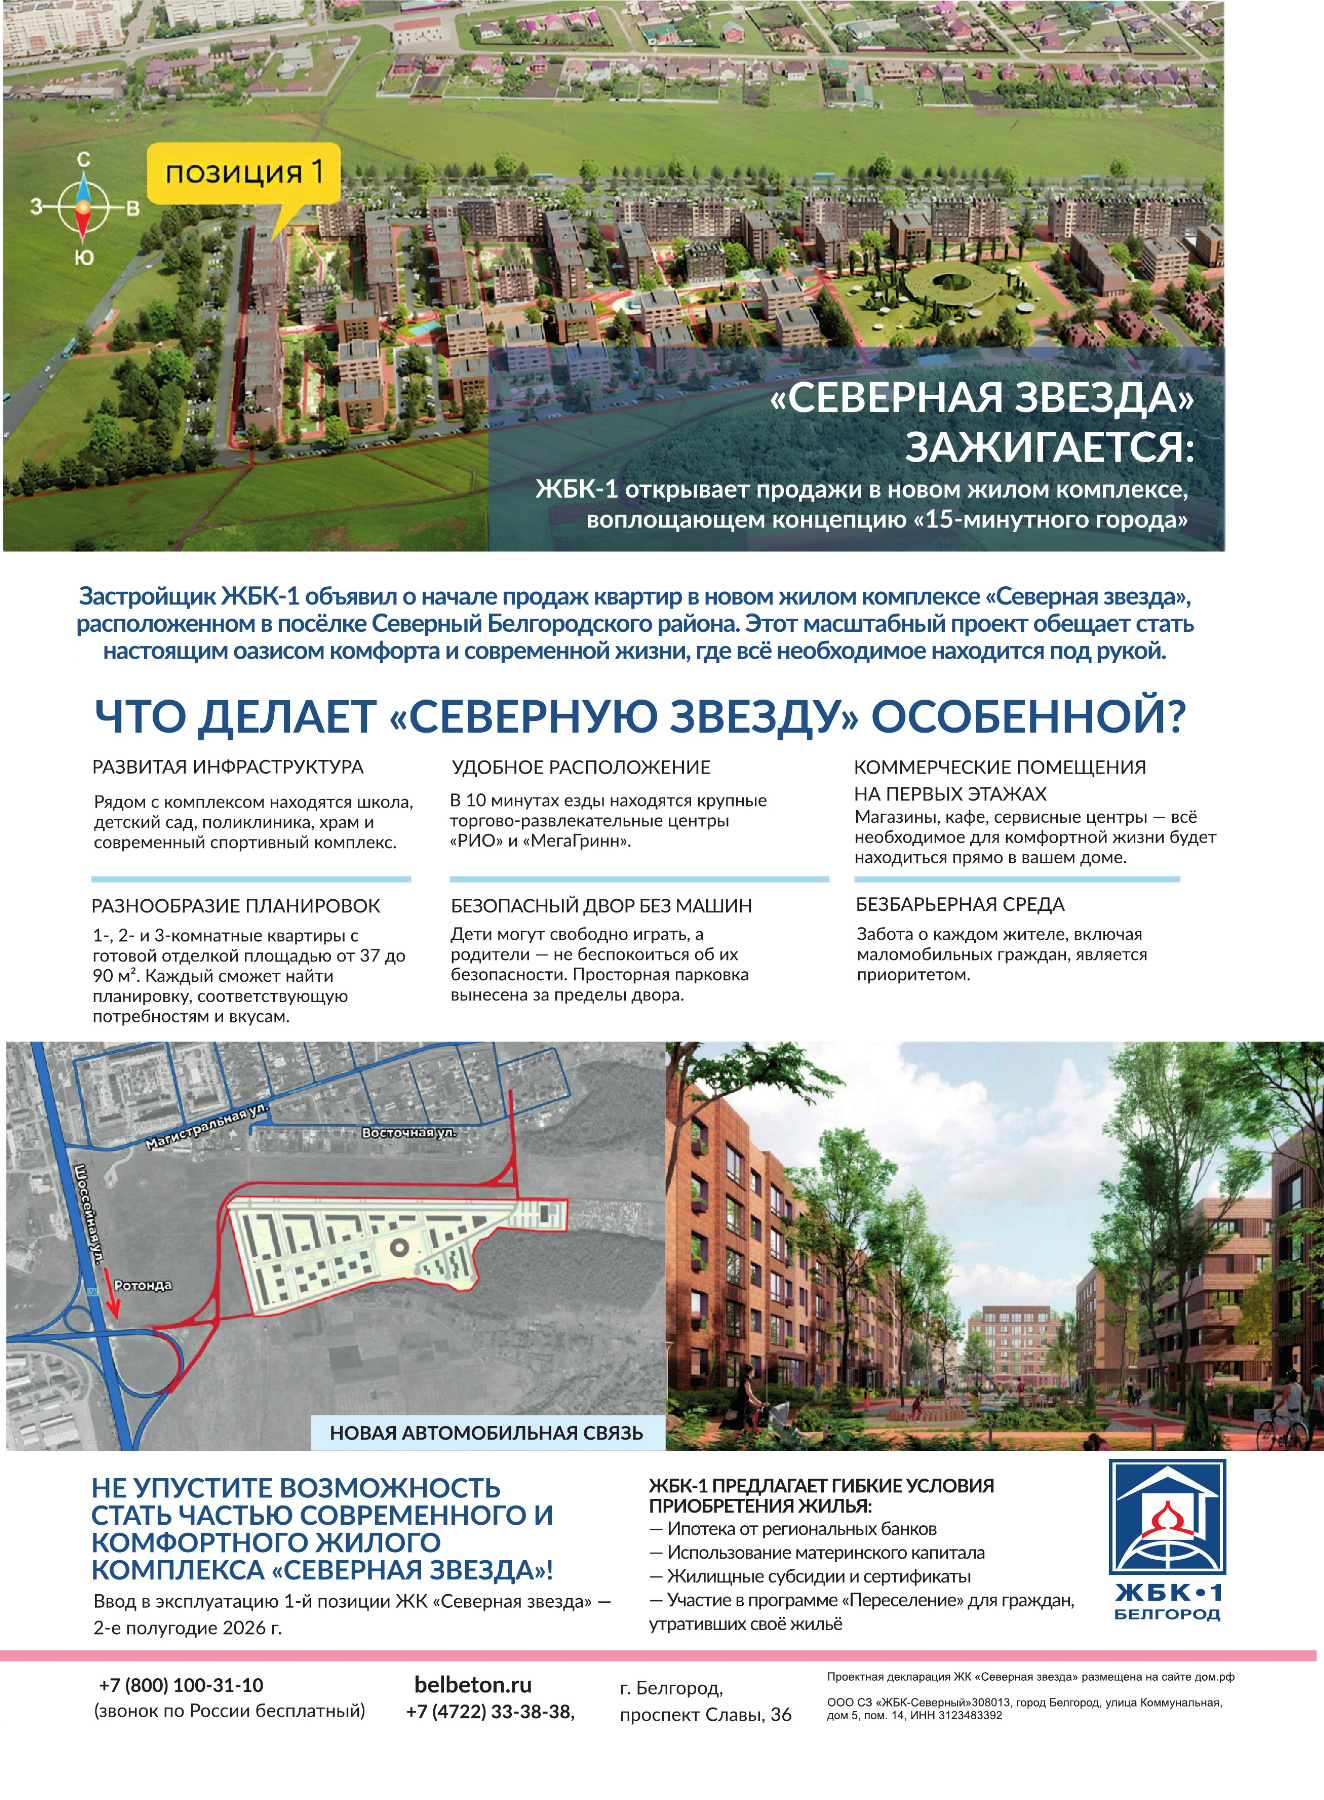 С
ПОЗИЦИЯ 1
З
В
Ю
«СЕВЕРНАЯ ЗВЕЗДА»
ЗАЖИГАЕТСЯ:
ЖБК-1 открывает продажи в новом жилом комплексе,
воплощающем концепцию «15-минутного города»
Застройщик ЖБК-1 объявил о начале продаж квартир в новом жилом комплексе «Северная звезда»,
расположенном в посёлке Северный Белгородского района. Этот масштабный проект обещает стать
настоящим оазисом комфорта и современной жизни, где всё необходимое находится под рукой.
ЧТО ДЕЛАЕТ «СЕВЕРНУЮ ЗВЕЗДУ» ОСОБЕННОЙ?
РАЗВИТАЯ ИНФРАСТРУКТУРА
Рядом с комплексом находятся школа,
детский сад, поликлиника, храм и
современный спортивный комплекс.
УДОБНОЕ РАСПОЛОЖЕНИЕ
В 10 минутах езды находятся крупные
торгово-развлекательные центры
«РИО» и «МегаГринн».
КОММЕРЧЕСКИЕ ПОМЕЩЕНИЯ
НА ПЕРВЫХ ЭТАЖАХ
Магазины, кафе, сервисные центры — всё
необходимое для комфортной жизни будет
находиться прямо в вашем доме.
РАЗНООБРАЗИЕ ПЛАНИРОВОК
1-, 2- и 3-комнатные квартиры с
готовой отделкой площадью от 37 до
90 м². Каждый сможет найти
планировку, соответствующую
потребностям и вкусам.
БЕЗОПАСНЫЙ ДВОР БЕЗ МАШИН
Дети могут свободно играть, а
родители — не беспокоиться об их
безопасности. Просторная парковка
вынесена за пределы двора.
БЕЗБАРЬЕРНАЯ СРЕДА
Забота о каждом жителе, включая
маломобильных граждан, является
приоритетом.
Магистральная ул.
Восточная ул.
Шоссейная ул.
Ротонда
НОВАЯ АВТОМОБИЛЬНАЯ СВЯЗЬ
НЕ УПУСТИТЕ ВОЗМОЖНОСТЬ
СТАТЬ ЧАСТЬЮ СОВРЕМЕННОГО И
КОМФОРТНОГО ЖИЛОГО
КОМПЛЕКСА «СЕВЕРНАЯ ЗВЕЗДА»!
Ввод в эксплуатацию 1-й позиции ЖК «Северная звезда» —
2-е полугодие 2026 г.
ЖБК-1 ПРЕДЛАГАЕТ ГИБКИЕ УСЛОВИЯ
ПРИОБРЕТЕНИЯ ЖИЛЬЯ:
— Ипотека от региональных банков
— Использование материнского капитала
— Жилищные субсидии и сертификаты
— Участие в программе «Переселение» для граждан,
утративших своё жильё
ЖБК•1
БЕЛГОРОД
+7 (800) 100-31-10
(звонок по России бесплатный)
belbeton.ru
+7 (4722) 33-38-38,
г. Белгород,
проспект Славы, 36
Проектная декларация ЖК «Северная звезда» размещена на сайте дом.рф
ООО СЗ «ЖБК-Северный»308013, город Белгород, улица Коммунальная,
дом 5, пом. 14, ИНН 3123483392